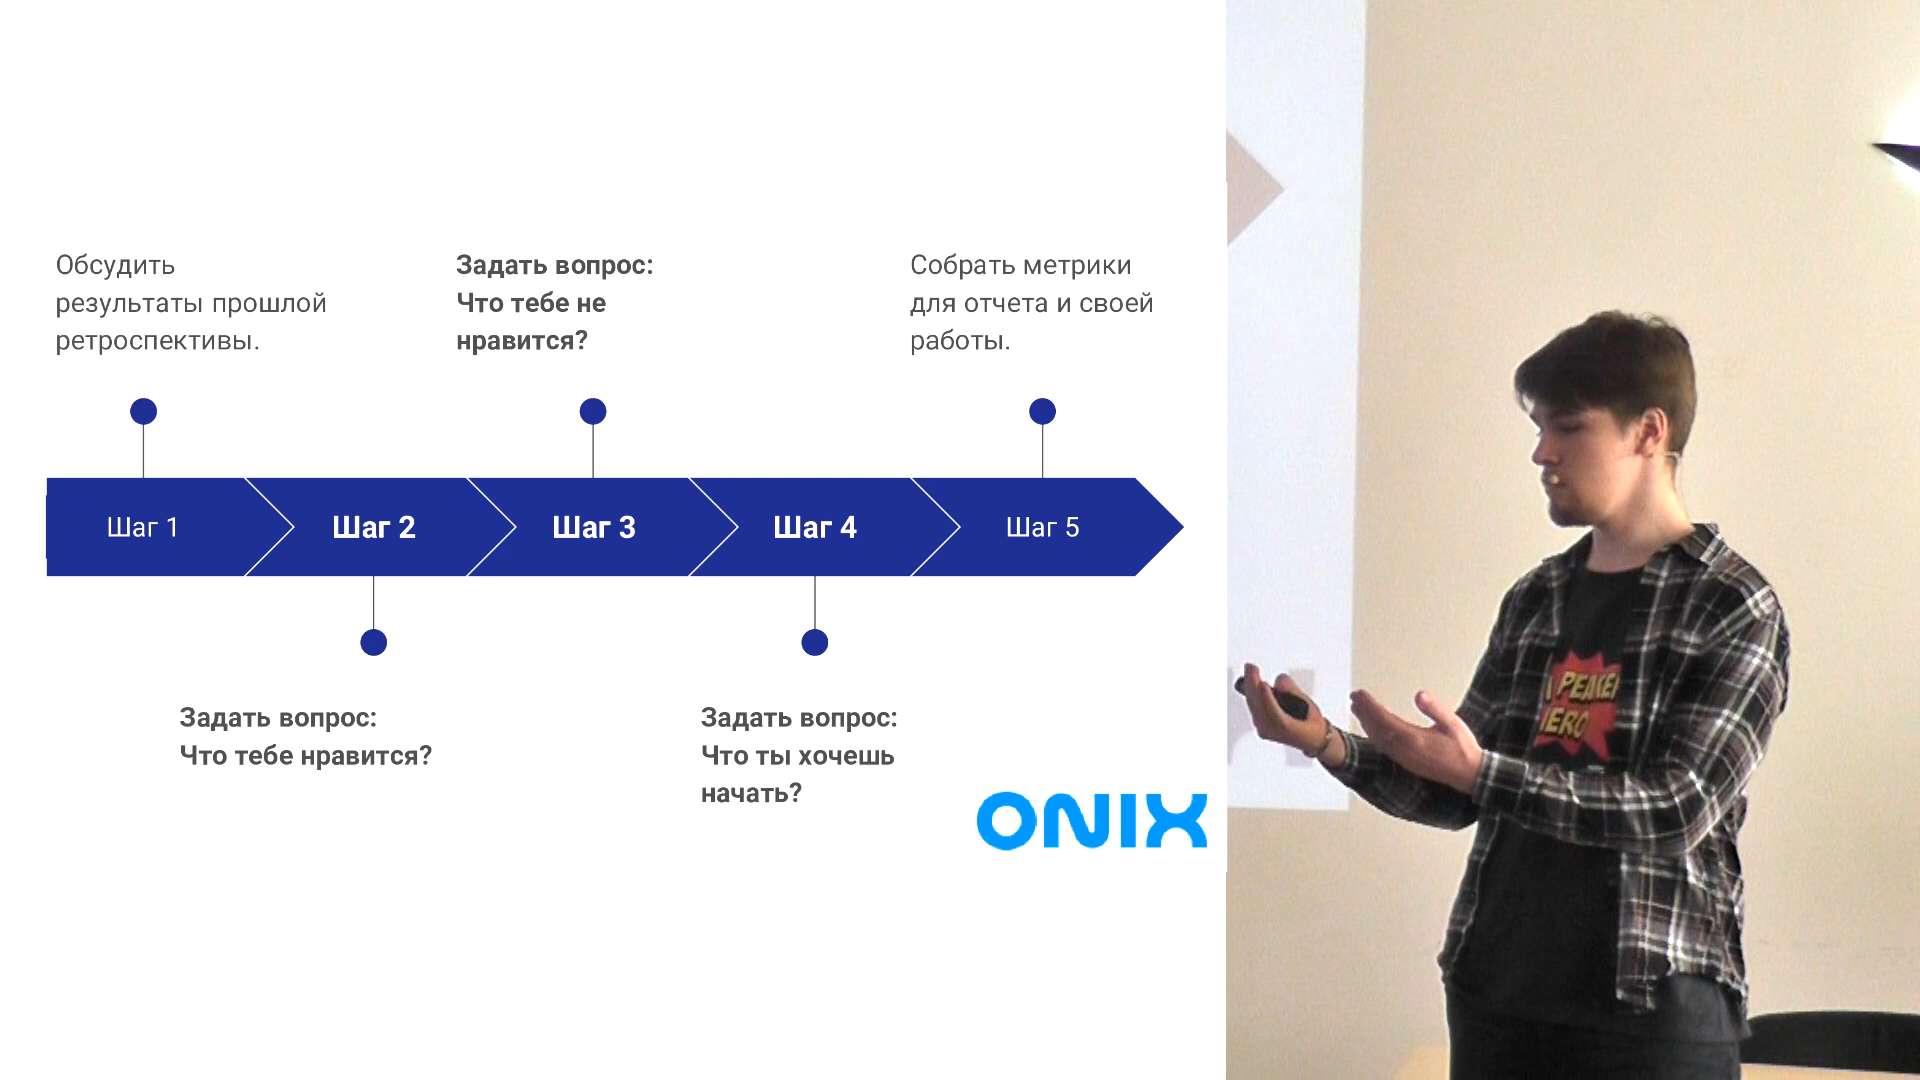 Обсудить
результаты прошлой
ретроспективы.
Задать вопрос:
Что тебе не
нравится?
Собрать метрики
для отчета и своей
работы.
Шаг 1
Шаг 2
Шаг 3
Шаг 4
Шаг 5
Задать вопрос:
Что тебе нравится?
Задать вопрос:
Что ты хочешь
начать?
ONIX